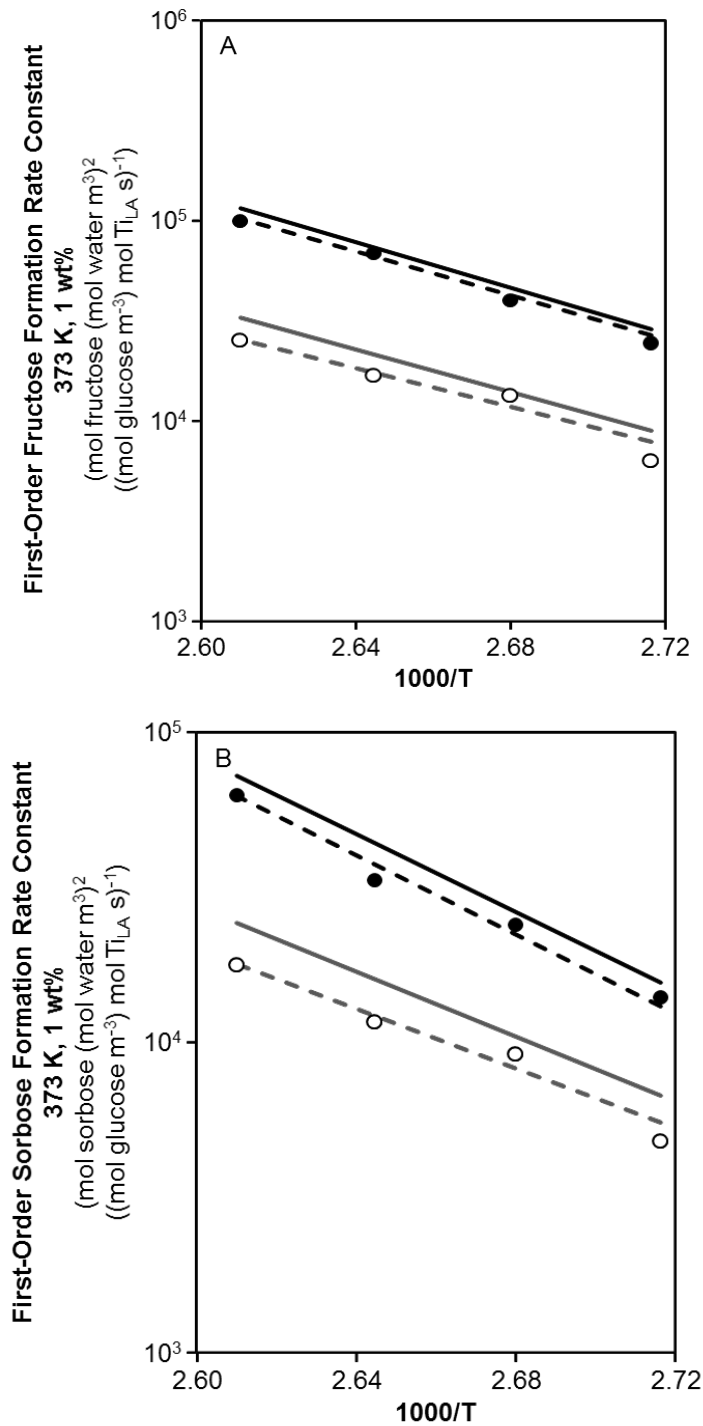 First-Order Fructose Formation Rate Constant
373 K, 1 wt%
(mol fructose (mol water m³)²
((mol glucose m⁻³) mol Ti_LA s)⁻¹)
A
10⁶
10⁵
10⁴
10³
2.60 2.64 2.68 2.72
1000/T
First-Order Sorbose Formation Rate Constant
373 K, 1 wt%
(mol sorbose (mol water m³)²
((mol glucose m⁻³) mol Ti_LA s)⁻¹)
B
10⁵
10⁴
10³
2.60 2.64 2.68 2.72
1000/T